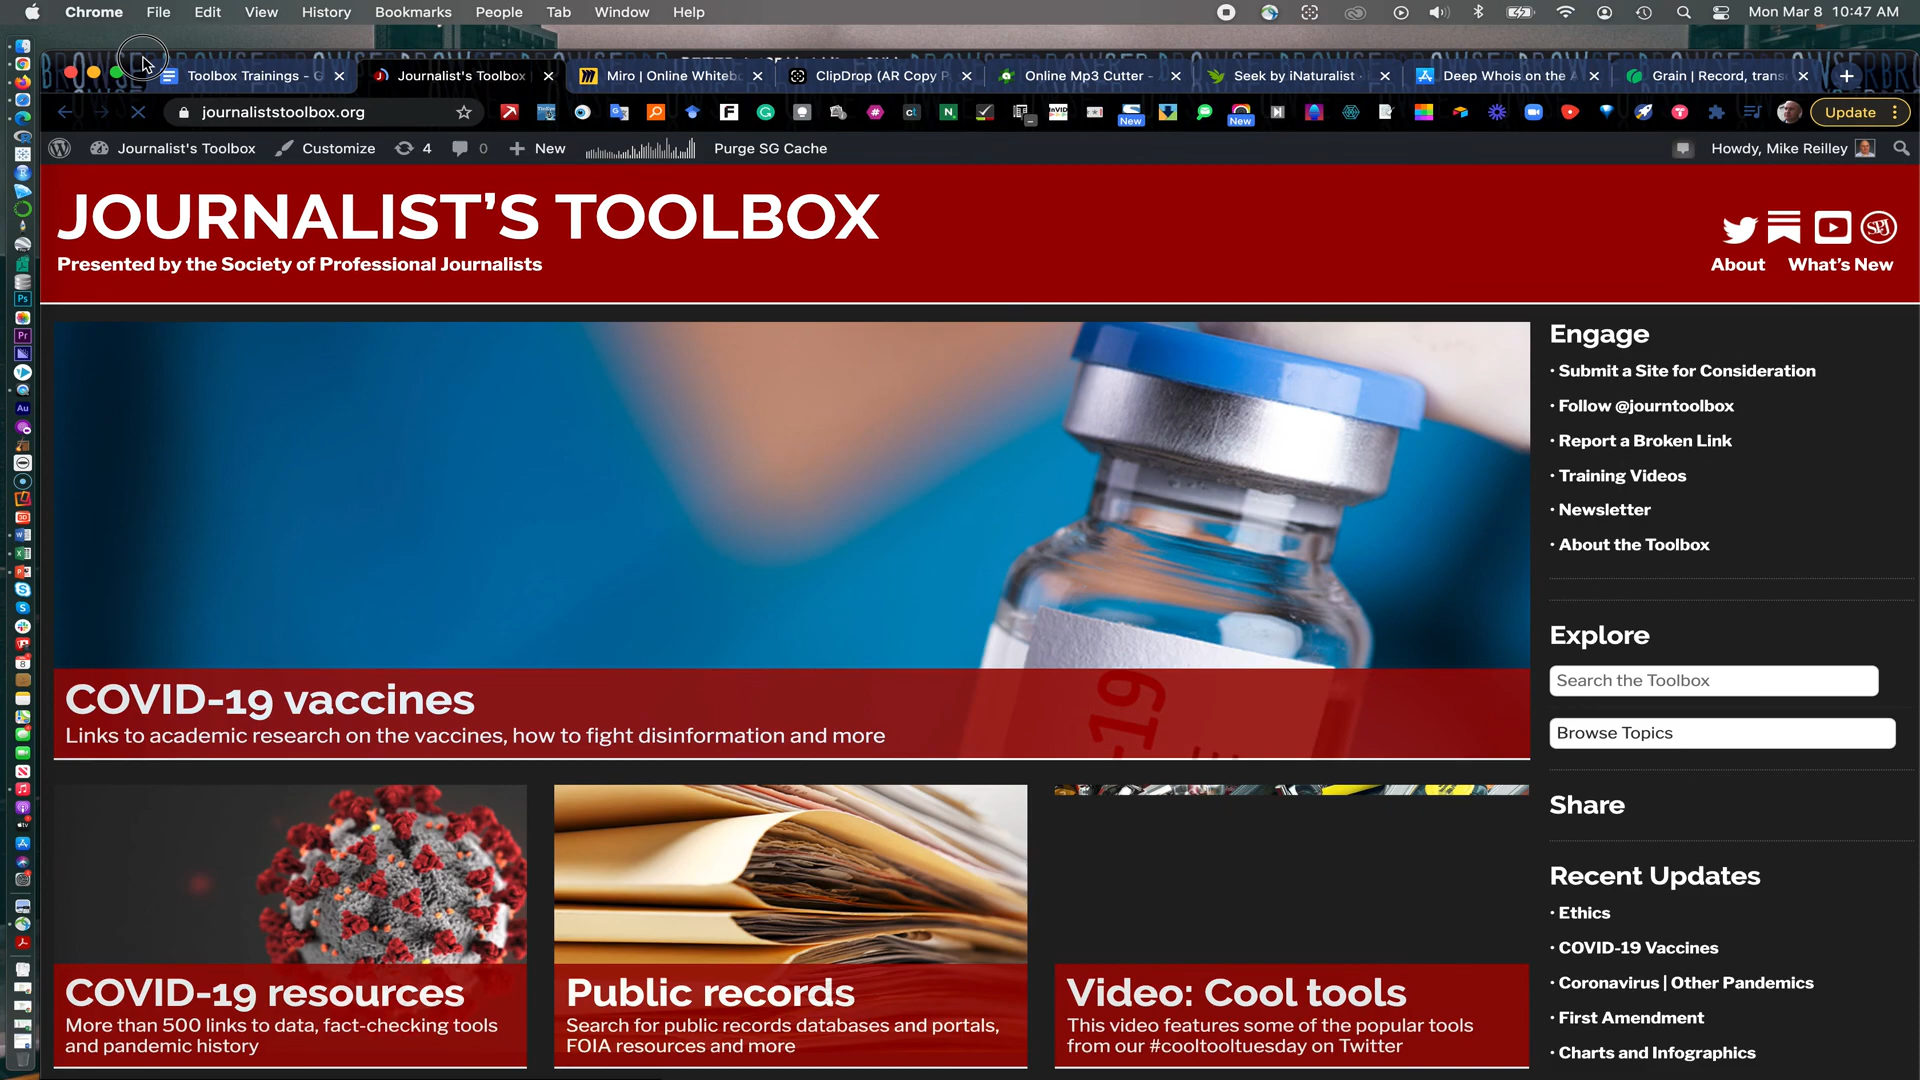 Chrome File Edit View History Bookmarks People Tab Window Help Mon Mar 8 10:47 AM
Toolbox Trainings - G Journalist's Toolbox Miro | Online Whiteb ClipDrop (AR Copy P Online Mp3 Cutter - Seek by iNaturalist Deep Whois on the A Grain | Record, trans
journaliststoolbox.org New New Update
Journalist's Toolbox Customize 4 0 New Purge SG Cache Howdy, Mike Reilley
JOURNALIST'S TOOLBOX
Presented by the Society of Professional Journalists
SPJ
About What's New
COVID-19 vaccines
Links to academic research on the vaccines, how to fight disinformation and more
-19
COVID-19 resources
More than 500 links to data, fact-checking tools
and pandemic history
Public records
Search for public records databases and portals,
FOIA resources and more
Video: Cool tools
This video features some of the popular tools
from our #cooltooltuesday on Twitter
Engage
· Submit a Site for Consideration
· Follow @journtoolbox
· Report a Broken Link
· Training Videos
· Newsletter
· About the Toolbox
Explore
Search the Toolbox
Browse Topics
Share
Recent Updates
· Ethics
· COVID-19 Vaccines
· Coronavirus | Other Pandemics
· First Amendment
· Charts and Infographics